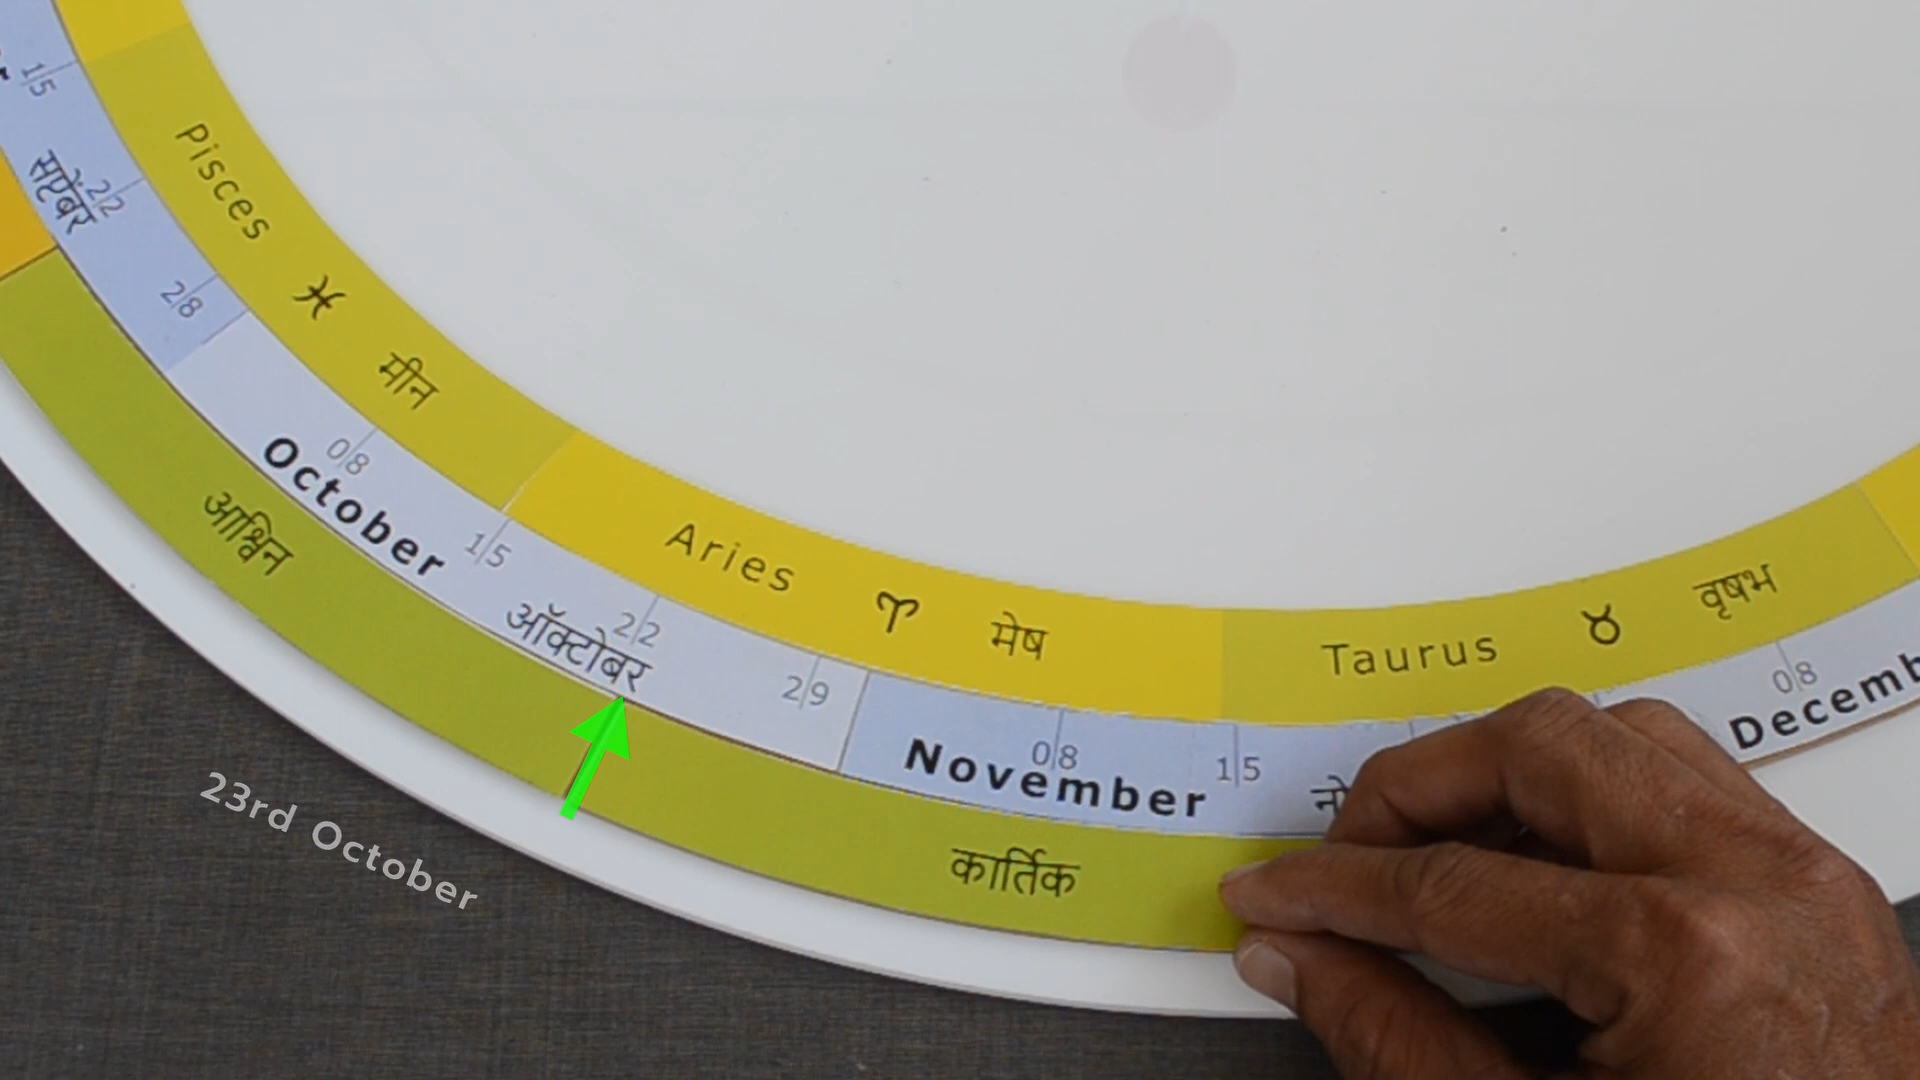 15
22
सप्टेंबर
28
Pisces ♓ मीन
08
October
15
22
ऑक्टोबर
29
Aries ♈ मेष
08
November
15
Taurus ♉ वृषभ
08
आश्विन
कार्तिक
23rd October